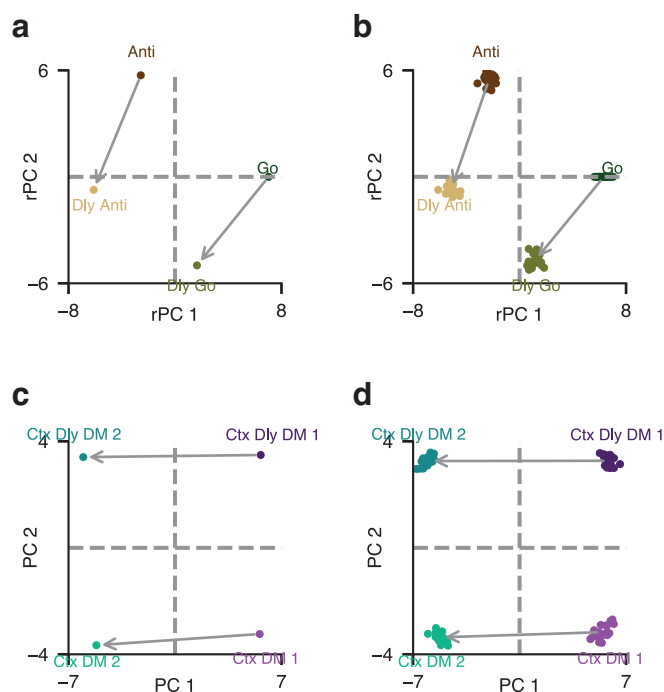 a
Anti
6
rPC 2
Go
Dly Anti
Dly Go
−6
−8
rPC 1
8
b
Anti
6
rPC 2
Go
Dly Anti
Dly Go
−6
−8
rPC 1
8
c
Ctx Dly DM 2
Ctx Dly DM 1
4
PC 2
−4
Ctx DM 2
Ctx DM 1
−7
PC 1
7
d
Ctx Dly DM 2
Ctx Dly DM 1
4
PC 2
−4
Ctx DM 2
Ctx DM 1
−7
PC 1
7